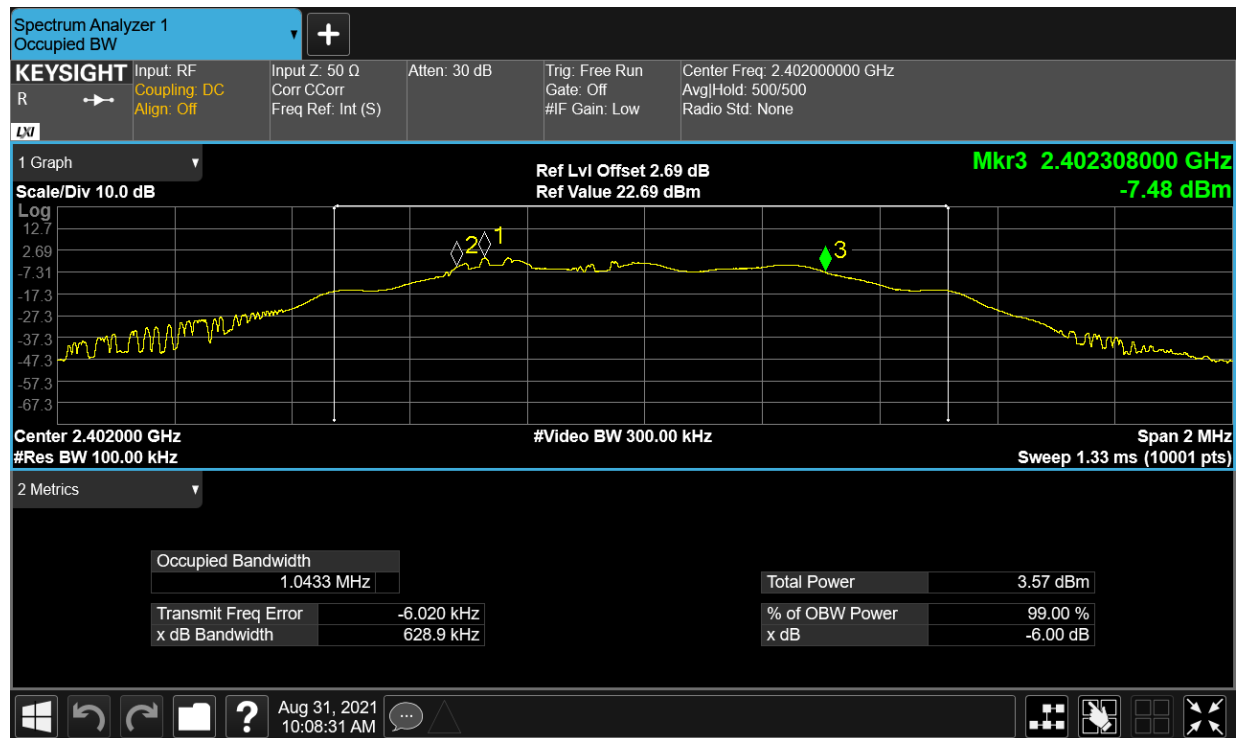 Spectrum Analyzer 1
Occupied BW
+
KEYSIGHT
R
LXI
Input: RF
Coupling: DC
Align: Off
Input Z: 50 Ω
Corr CCorr
Freq Ref: Int (S)
Atten: 30 dB
Trig: Free Run
Gate: Off
#IF Gain: Low
Center Freq: 2.402000000 GHz
Avg|Hold: 500/500
Radio Std: None
1 Graph
Scale/Div 10.0 dB
Ref Lvl Offset 2.69 dB
Ref Value 22.69 dBm
Mkr3 2.402308000 GHz
-7.48 dBm
Log
12.7
2.69
-7.31
-17.3
-27.3
-37.3
-47.3
-57.3
-67.3
2
1
3
Center 2.402000 GHz
#Res BW 100.00 kHz
#Video BW 300.00 kHz
Span 2 MHz
Sweep 1.33 ms (10001 pts)
2 Metrics
Occupied Bandwidth
1.0433 MHz
Total Power 3.57 dBm
Transmit Freq Error -6.020 kHz
% of OBW Power 99.00 %
x dB Bandwidth 628.9 kHz
x dB -6.00 dB
?
Aug 31, 2021
10:08:31 AM